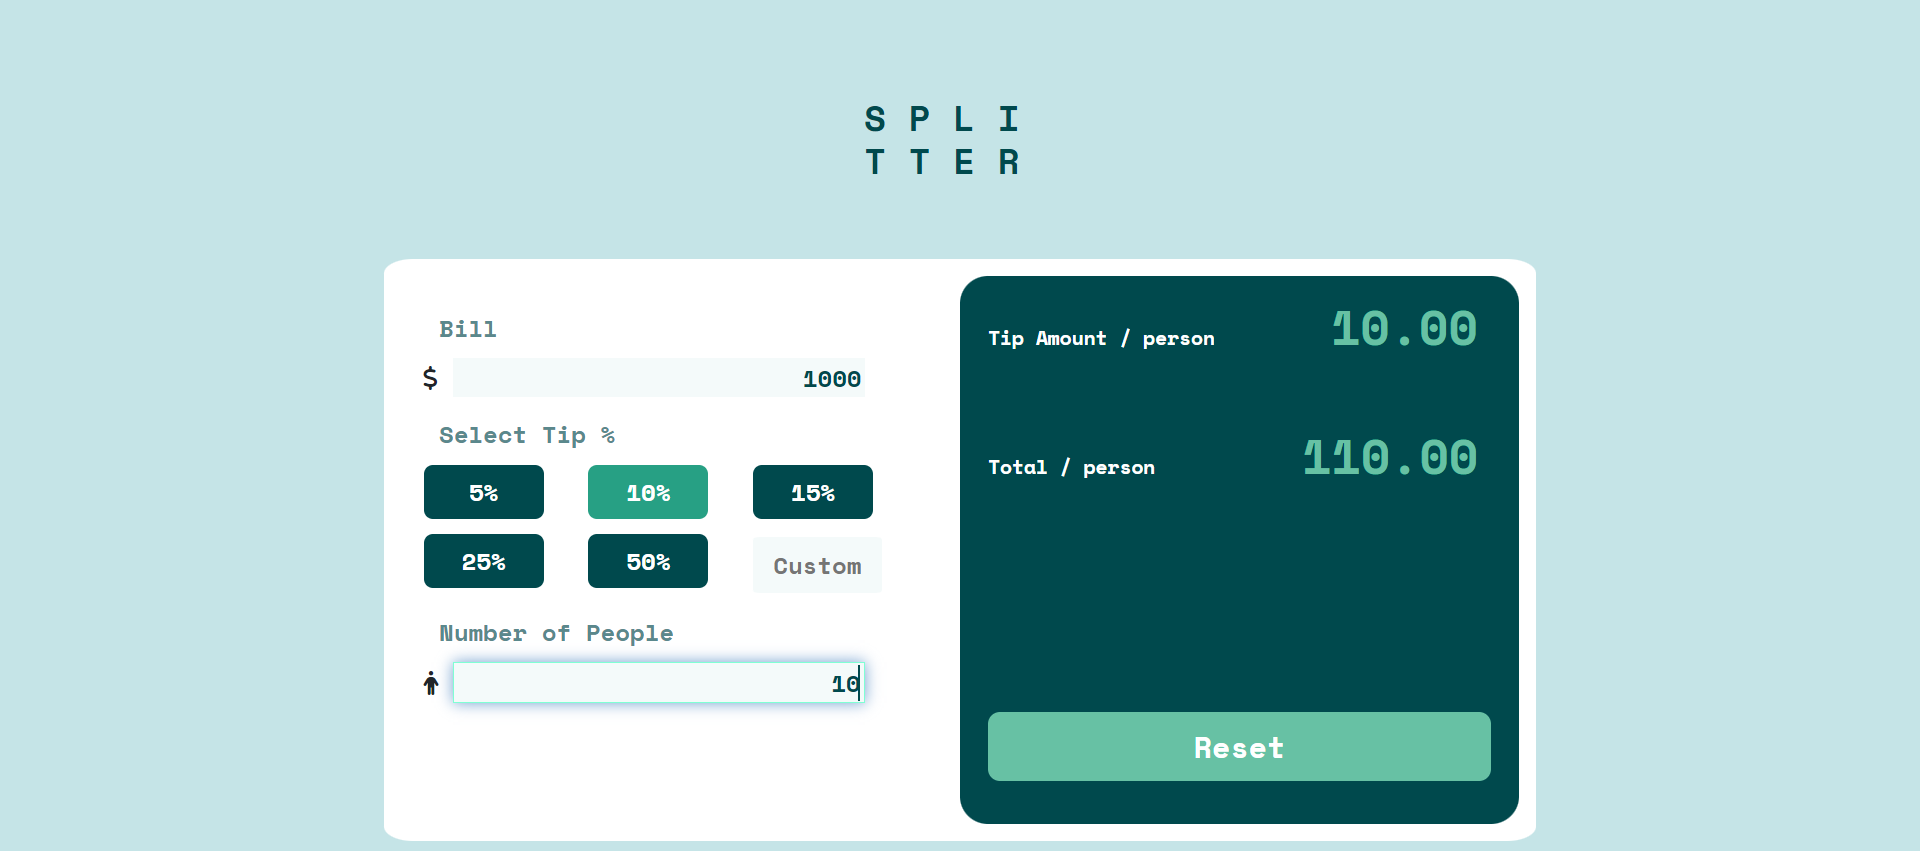 S P L I
T T E R
Bill
$ 1000
Select Tip %
5% 10% 15%
25% 50% Custom
Number of People
10
Tip Amount / person 10.00
Total / person 110.00
Reset